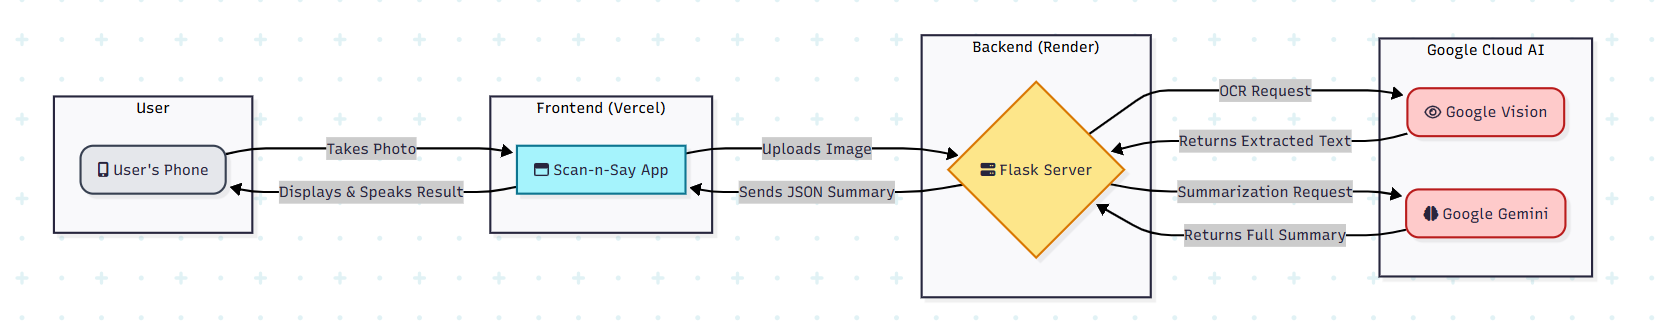 User
User's Phone
Takes Photo
Displays & Speaks Result
Frontend (Vercel)
Scan-n-Say App
Uploads Image
Sends JSON Summary
Backend (Render)
Flask Server
OCR Request
Returns Extracted Text
Summarization Request
Returns Full Summary
Google Cloud AI
Google Vision
Google Gemini